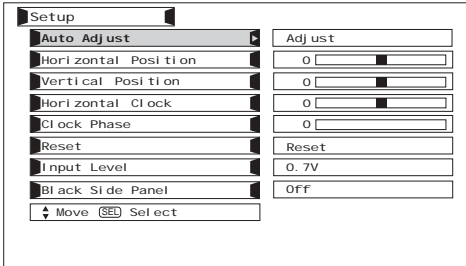 Setup
Auto Adjust Adjust
Horizontal Position 0
Vertical Position 0
Horizontal Clock 0
Clock Phase 0
Reset Reset
Input Level 0.7V
Black Side Panel Off
Move SEL Select